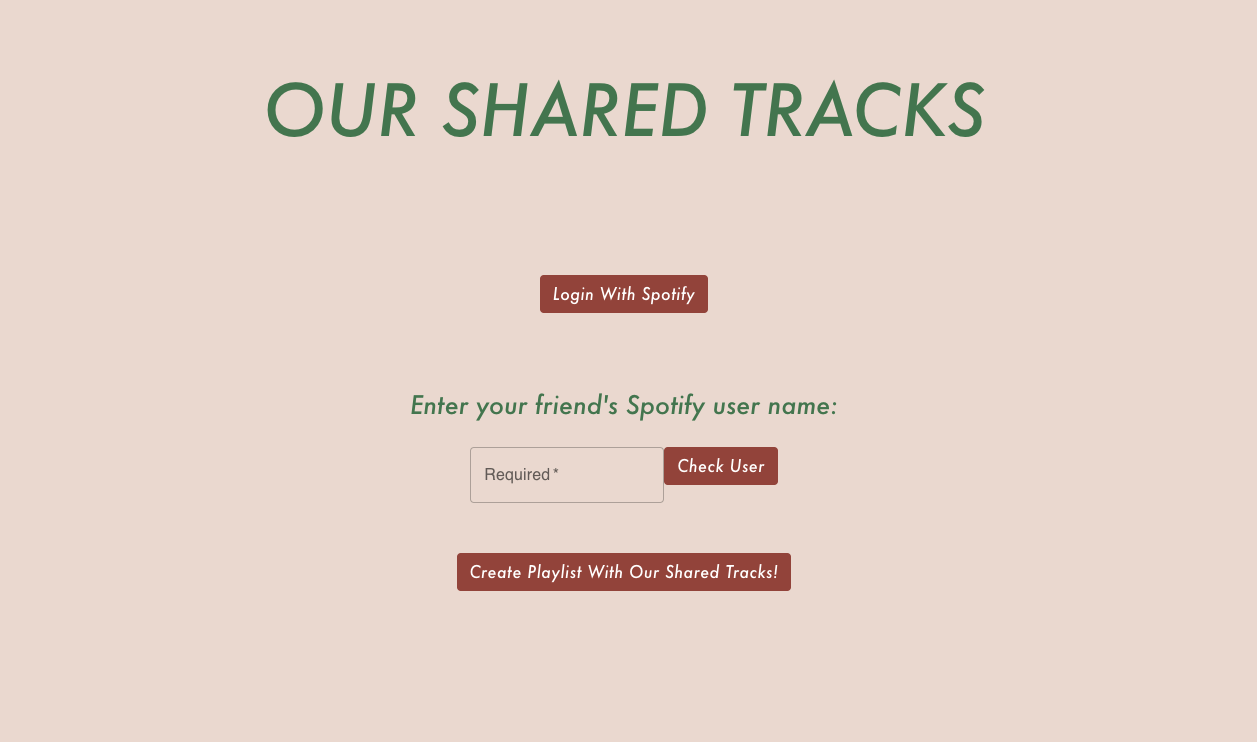 OUR SHARED TRACKS
Login With Spotify
Enter your friend's Spotify user name:
Required *
Check User
Create Playlist With Our Shared Tracks!